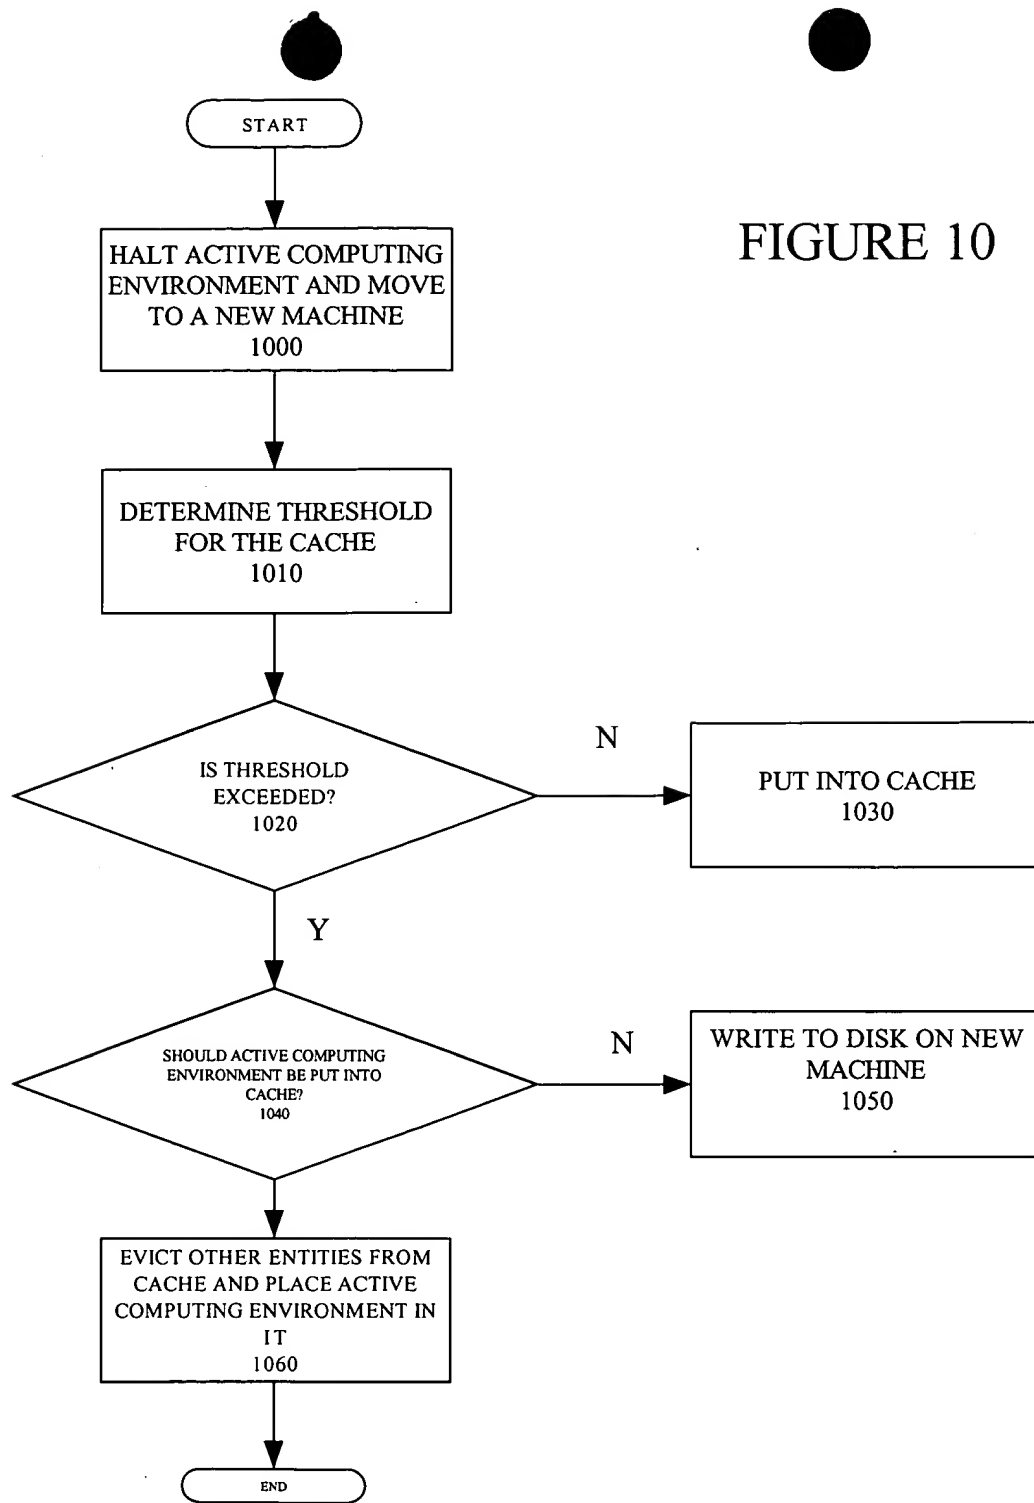 START
FIGURE 10
HALT ACTIVE COMPUTING
ENVIRONMENT AND MOVE
TO A NEW MACHINE
1000
DETERMINE THRESHOLD
FOR THE CACHE
1010
IS THRESHOLD
EXCEEDED?
1020
N
PUT INTO CACHE
1030
Y
SHOULD ACTIVE COMPUTING
ENVIRONMENT BE PUT INTO
CACHE?
1040
N
WRITE TO DISK ON NEW
MACHINE
1050
EVICT OTHER ENTITIES FROM
CACHE AND PLACE ACTIVE
COMPUTING ENVIRONMENT IN
IT
1060
END